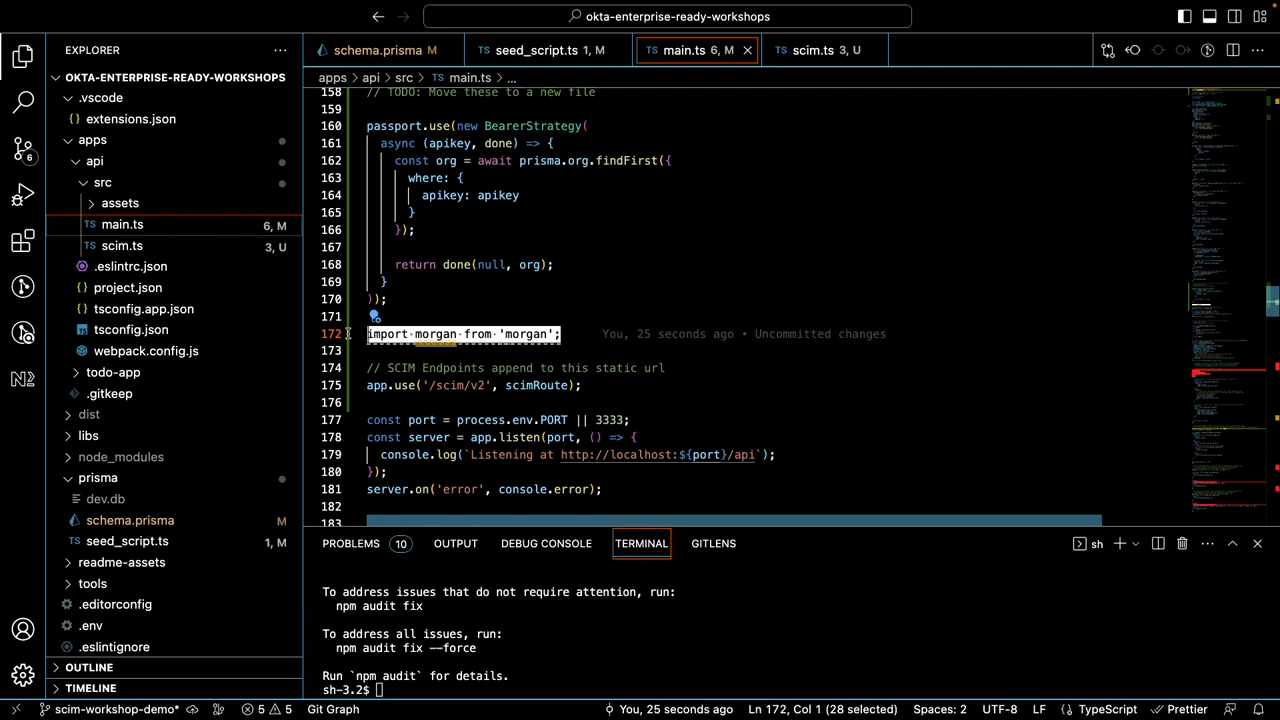 okta-enterprise-ready-workshops
EXPLORER
OKTA-ENTERPRISE-READY-WORKSHOPS
.vscode
extensions.json
apps
api
src
assets
main.ts 6, M
scim.ts 3, U
.eslintrc.json
project.json
tsconfig.app.json
tsconfig.json
webpack.config.js
todo-app
.gitkeep
dist
libs
node_modules
prisma
dev.db
schema.prisma M
seed_script.ts 1, M
readme-assets
tools
.editorconfig
.env
.eslintignore
OUTLINE
TIMELINE
schema.prisma M
seed_script.ts 1, M
main.ts 6, M
scim.ts 3, U
apps > api > src > TS main.ts > ...
158 // TODO: Move these to a new file
159
160 passport.use(new BearerStrategy(
161 async (apikey, done) => {
162 const org = await prisma.org.findFirst({
163 where: {
164 apikey: apikey
165 }
166 });
167
168 return done(null, org);
169 }
170 ));
171
172 import morgan from 'morgan'; You, 25 seconds ago • Uncommitted changes
173
174 // SCIM Endpoints append to this static url
175 app.use('/scim/v2', scimRoute);
176
177 const port = process.env.PORT || 3333;
178 const server = app.listen(port, () => {
179 console.log(`Listening at http://localhost:${port}/api`);
180 });
181 server.on('error', console.error);
182
183
PROBLEMS 10 OUTPUT DEBUG CONSOLE TERMINAL GITLENS
sh
To address issues that do not require attention, run:
npm audit fix
To address all issues, run:
npm audit fix --force
Run `npm audit` for details.
sh-3.2$
scim-workshop-demo* 5 5 Git Graph You, 25 seconds ago Ln 172, Col 1 (28 selected) Spaces: 2 UTF-8 LF {} TypeScript Prettier